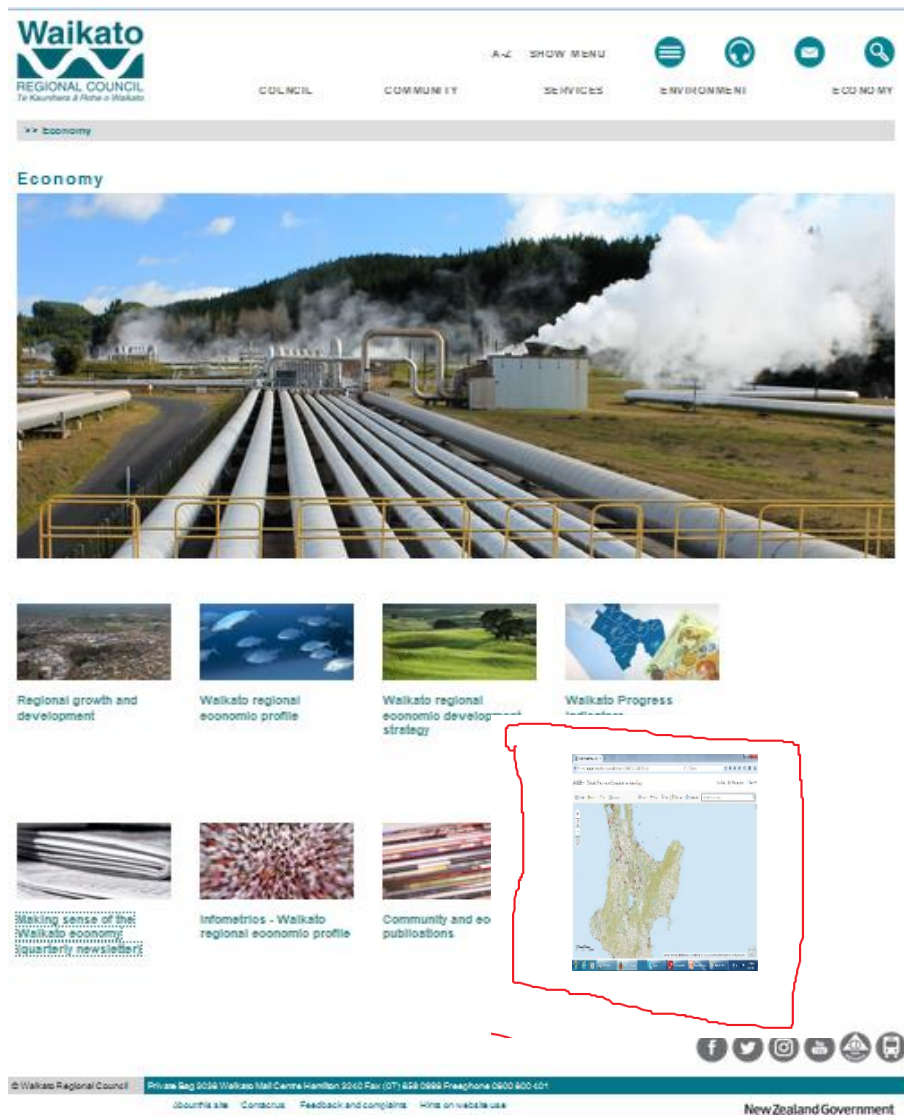 Waikato
REGIONAL COUNCIL
Te Kaunihera ā Rohe o Waikato
A-Z SHOW MENU
COUNCIL COMMUNITY SERVICES ENVIRONMENT ECONOMY
>> Economy
Economy
Regional growth and
development
Waikato regional
economic profile
Waikato regional
economic development
strategy
Waikato Progress
Indicators
Making sense of the
Waikato economy
(quarterly newsletter)
Infometrics - Waikato
regional economic profile
Community and ec
publications
© Waikato Regional Council Private Bag 3038 Waikato Mail Centre Hamilton 3240 Fax (07) 859 0998 Freephone 0800 800 401
About this site Contact us Feedback and complaints Hints on website use
New Zealand Government